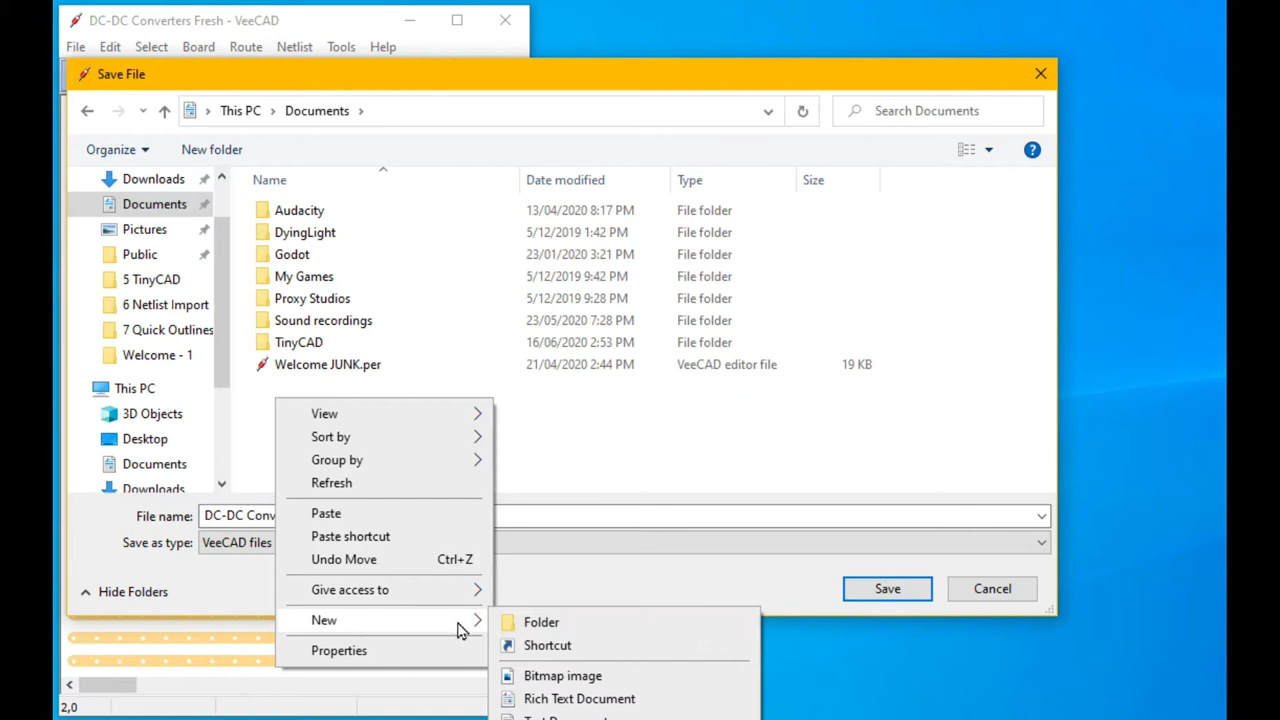 DC-DC Converters Fresh - VeeCAD
File Edit Select Board Route Netlist Tools Help
Save File
This PC > Documents >
Search Documents
Organize New folder
Name Date modified Type Size
Downloads
Documents
Pictures
Public
5 TinyCAD
6 Netlist Import
7 Quick Outlines
Welcome - 1
This PC
3D Objects
Desktop
Documents
Downloads
Audacity 13/04/2020 8:17 PM File folder
DyingLight 5/12/2019 1:42 PM File folder
Godot 23/01/2020 3:21 PM File folder
My Games 5/12/2019 9:42 PM File folder
Proxy Studios 5/12/2019 9:28 PM File folder
Sound recordings 23/05/2020 7:28 PM File folder
TinyCAD 16/06/2020 2:53 PM File folder
Welcome JUNK.per 21/04/2020 2:44 PM VeeCAD editor file 19 KB
File name: DC-DC Conv
Save as type: VeeCAD files
Hide Folders
Save Cancel
View
Sort by
Group by
Refresh
Paste
Paste shortcut
Undo Move Ctrl+Z
Give access to
New
Properties
Folder
Shortcut
Bitmap image
Rich Text Document
2,0